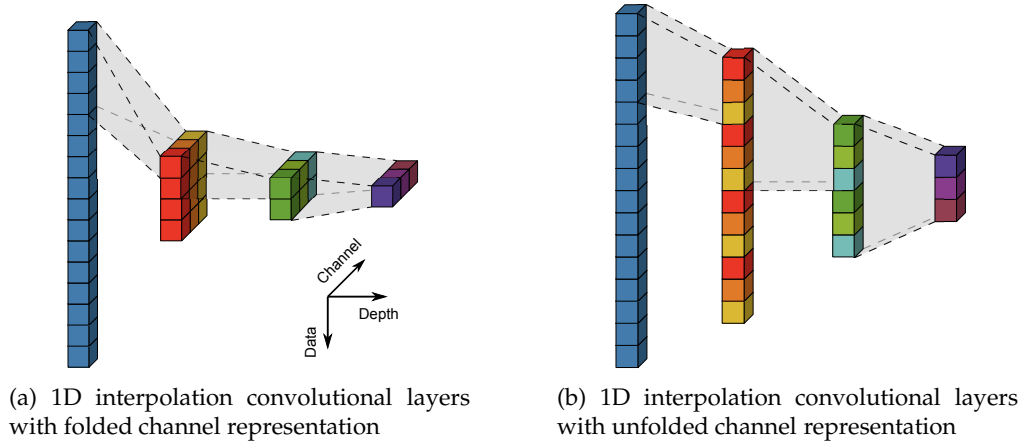 Channel
Depth
Data
(a) 1D interpolation convolutional layers
with folded channel representation
(b) 1D interpolation convolutional layers
with unfolded channel representation